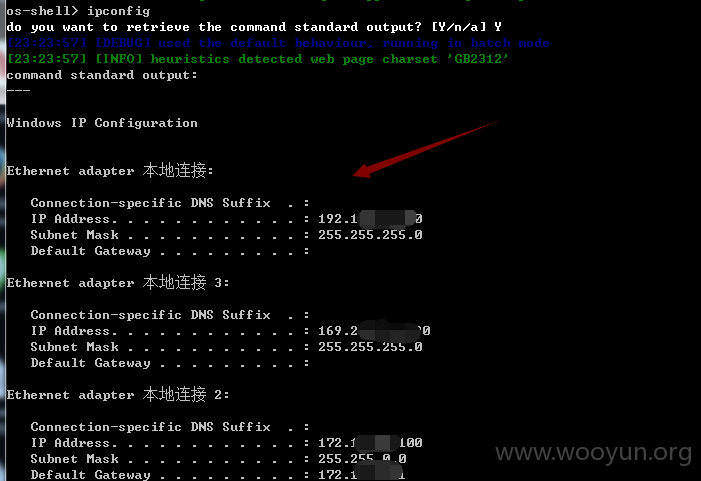 os-shell> ipconfig
do you want to retrieve the command standard output? [Y/n/a] Y
[23:23:57] [DEBUG] used the default behaviour, running in batch mode
[23:23:57] [INFO] heuristics detected web page charset 'GB2312'
command standard output:
---
Windows IP Configuration
Ethernet adapter 本地连接:
Connection-specific DNS Suffix . :
IP Address. . . . . . . . . . . . : 192.1 0
Subnet Mask . . . . . . . . . . . : 255.255.255.0
Default Gateway . . . . . . . . . :
Ethernet adapter 本地连接 3:
Connection-specific DNS Suffix . :
IP Address. . . . . . . . . . . . : 169.2 0
Subnet Mask . . . . . . . . . . . : 255.255.255.0
Default Gateway . . . . . . . . . :
Ethernet adapter 本地连接 2:
Connection-specific DNS Suffix . :
IP Address. . . . . . . . . . . . : 172.1 100
Subnet Mask . . . . . . . . . . . : 255.255.0.0
Default Gateway . . . . . . . . . : 172.1 1
www.wooyun.org